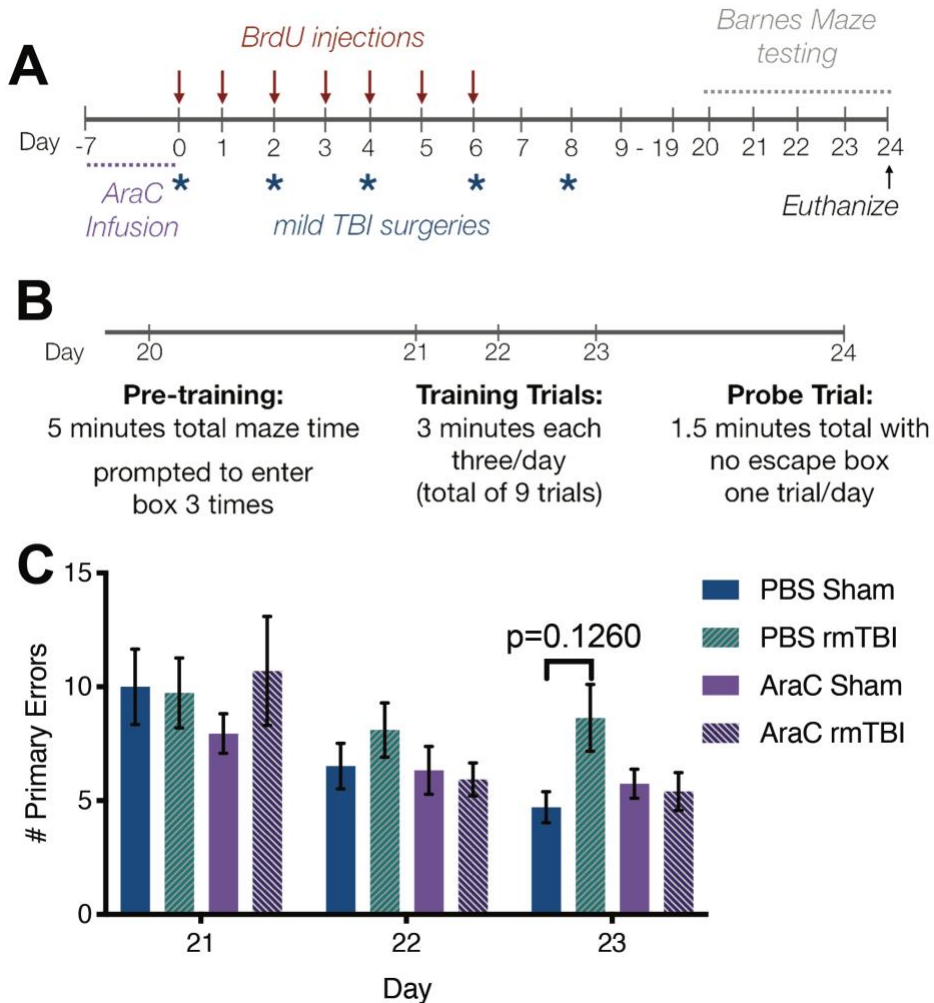 A
BrdU injections
Barnes Maze
testing
Day -7 0 1 2 3 4 5 6 7 8 9 - 19 20 21 22 23 24
AraC
Infusion
* * * * *
mild TBI surgeries
Euthanize
B
Day 20 21 22 23 24
Pre-training:
5 minutes total maze time
prompted to enter
box 3 times
Training Trials:
3 minutes each
three/day
(total of 9 trials)
Probe Trial:
1.5 minutes total with
no escape box
one trial/day
C
# Primary Errors
15
10
5
0
p=0.1260
PBS Sham
PBS rmTBI
AraC Sham
AraC rmTBI
21 22 23
Day